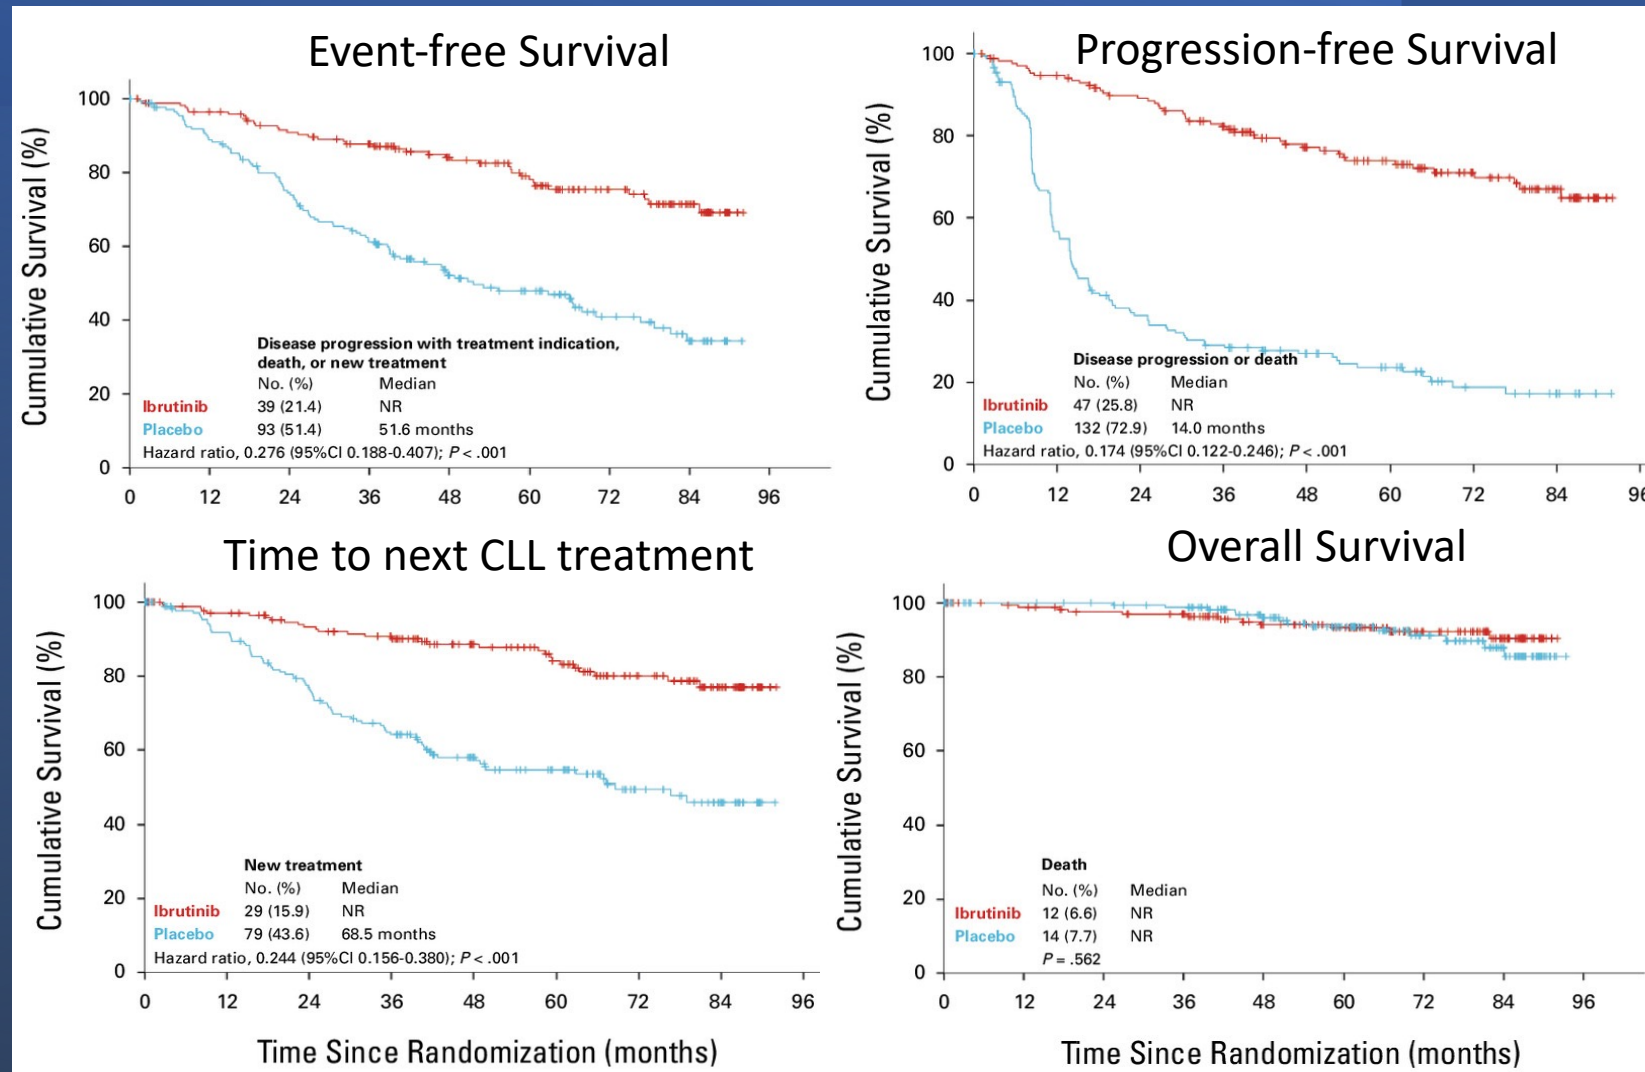 Event-free Survival
Cumulative Survival (%)
100
80
60
40
20
0
Disease progression with treatment indication,
death, or new treatment
No. (%) Median
Ibrutinib 39 (21.4) NR
Placebo 93 (51.4) 51.6 months
Hazard ratio, 0.276 (95%CI 0.188-0.407); P < .001
0 12 24 36 48 60 72 84 96
Progression-free Survival
Cumulative Survival (%)
100
80
60
40
20
0
Disease progression or death
No. (%) Median
Ibrutinib 47 (25.8) NR
Placebo 132 (72.9) 14.0 months
Hazard ratio, 0.174 (95%CI 0.122-0.246); P < .001
0 12 24 36 48 60 72 84 96
Time to next CLL treatment
Cumulative Survival (%)
100
80
60
40
20
0
New treatment
No. (%) Median
Ibrutinib 29 (15.9) NR
Placebo 79 (43.6) 68.5 months
Hazard ratio, 0.244 (95%CI 0.156-0.380); P < .001
0 12 24 36 48 60 72 84 96
Time Since Randomization (months)
Overall Survival
Cumulative Survival (%)
100
80
60
40
20
0
Death
No. (%) Median
Ibrutinib 12 (6.6) NR
Placebo 14 (7.7) NR
P = .562
0 12 24 36 48 60 72 84 96
Time Since Randomization (months)